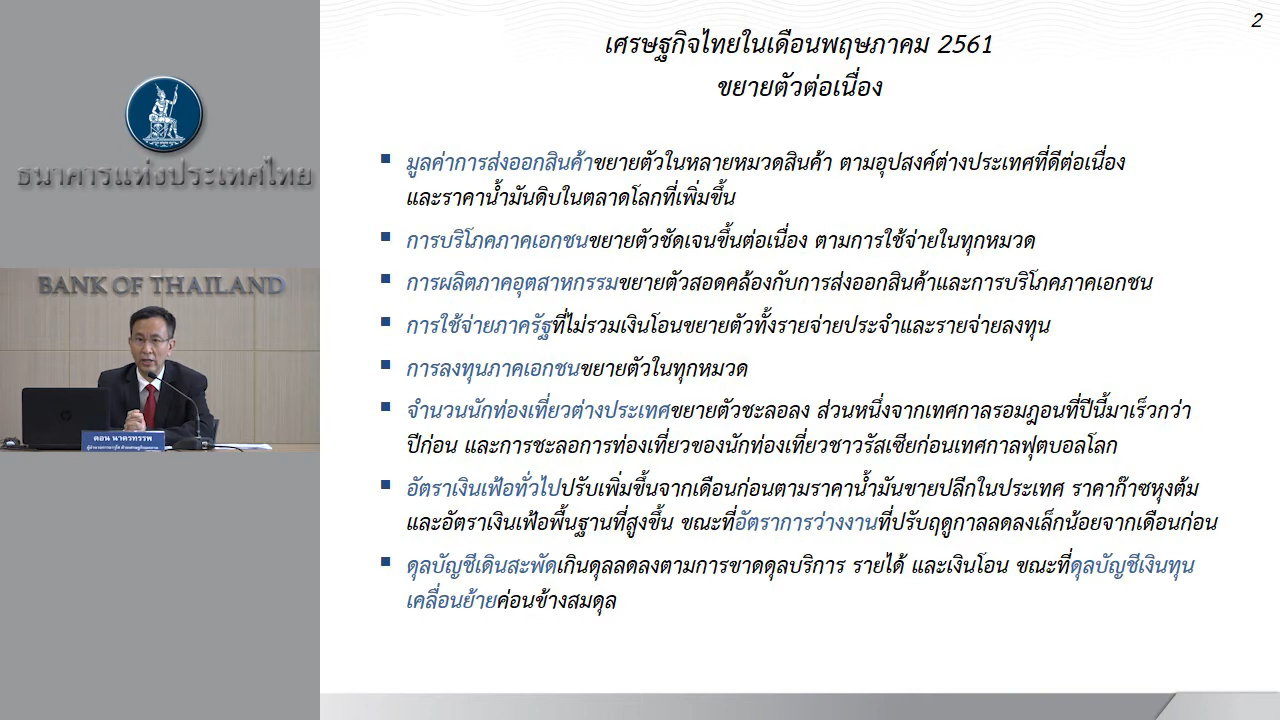 2
เศรษฐกิจไทยในเดือนพฤษภาคม 2561
ขยายตัวต่อเนื่อง
ธนาคารแห่งประเทศไทย
มูลค่าการส่งออกสินค้าขยายตัวในหลายหมวดสินค้า ตามอุปสงค์ต่างประเทศที่ดีต่อเนื่อง
และราคาน้ำมันดิบในตลาดโลกที่เพิ่มขึ้น
การบริโภคภาคเอกชนขยายตัวชัดเจนขึ้นต่อเนื่อง ตามการใช้จ่ายในทุกหมวด
การผลิตภาคอุตสาหกรรมขยายตัวสอดคล้องกับการส่งออกสินค้าและการบริโภคภาคเอกชน
การใช้จ่ายภาครัฐที่ไม่รวมเงินโอนขยายตัวทั้งรายจ่ายประจำและรายจ่ายลงทุน
การลงทุนภาคเอกชนขยายตัวในทุกหมวด
จำนวนนักท่องเที่ยวต่างประเทศขยายตัวชะลอลง ส่วนหนึ่งจากเทศกาลรอมฎอนที่ปีนี้มาเร็วกว่า
ปีก่อน และการชะลอการท่องเที่ยวของนักท่องเที่ยวชาวรัสเซียก่อนเทศกาลฟุตบอลโลก
อัตราเงินเฟ้อทั่วไปปรับเพิ่มขึ้นจากเดือนก่อนตามราคาน้ำมันขายปลีกในประเทศ ราคาก๊าซหุงต้ม
และอัตราเงินเฟ้อพื้นฐานที่สูงขึ้น ขณะที่อัตราการว่างงานที่ปรับฤดูกาลลดลงเล็กน้อยจากเดือนก่อน
ดุลบัญชีเดินสะพัดเกินดุลลดลงตามการขาดดุลบริการ รายได้ และเงินโอน ขณะที่ดุลบัญชีเงินทุน
เคลื่อนย้ายค่อนข้างสมดุล
BANK OF THAILAND
ดอน นาครทรรพ